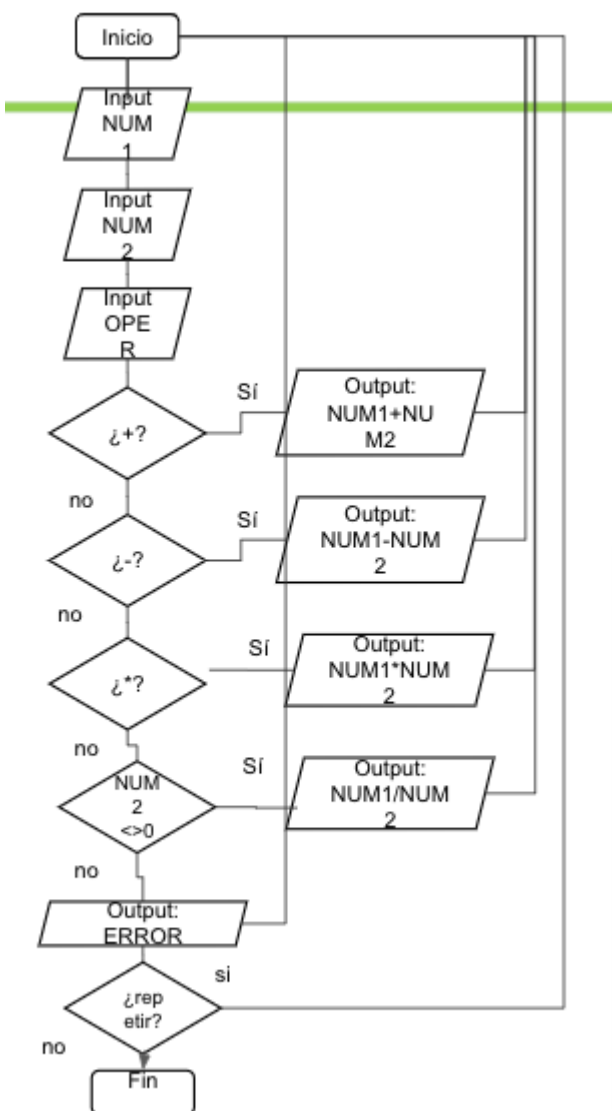 Inicio
Input
NUM
1
Input
NUM
2
Input
OPE
R
¿+?
Sí
Output:
NUM1+NU
M2
no
¿-?
Sí
Output:
NUM1-NUM
2
no
¿*?
Sí
Output:
NUM1*NUM
2
no
NUM
2
<>0
Sí
Output:
NUM1/NUM
2
no
Output:
ERROR
¿rep
etir?
si
no
Fin